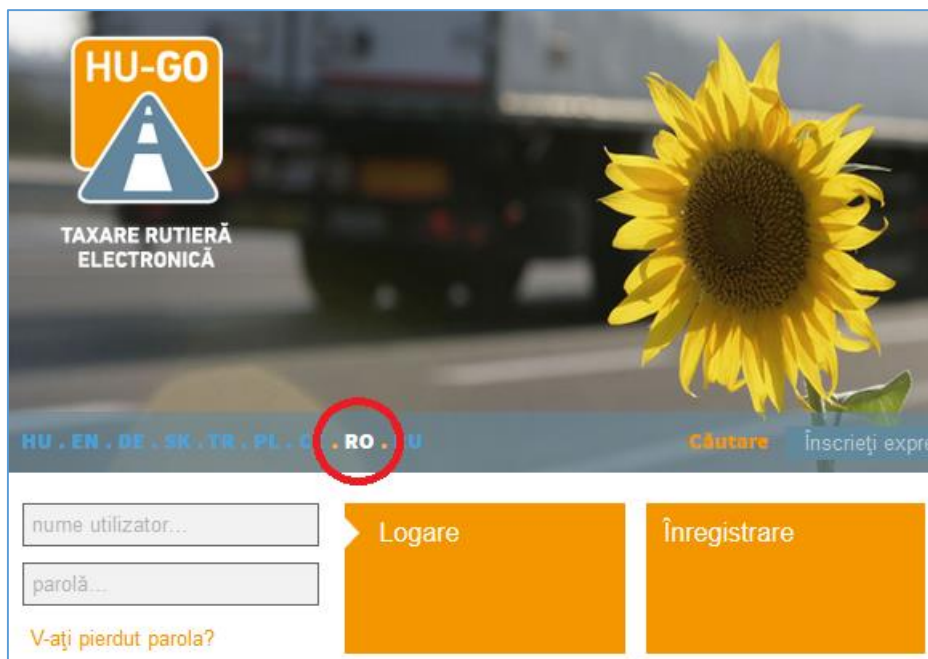 HU-GO
TAXARE RUTIERĂ
ELECTRONICĂ
HU . EN . DE . SK . TR . PL . . RO . U
Căutare
Înscrieţi expre
nume utilizator...
Logare
Înregistrare
parolă...
V-aţi pierdut parola?